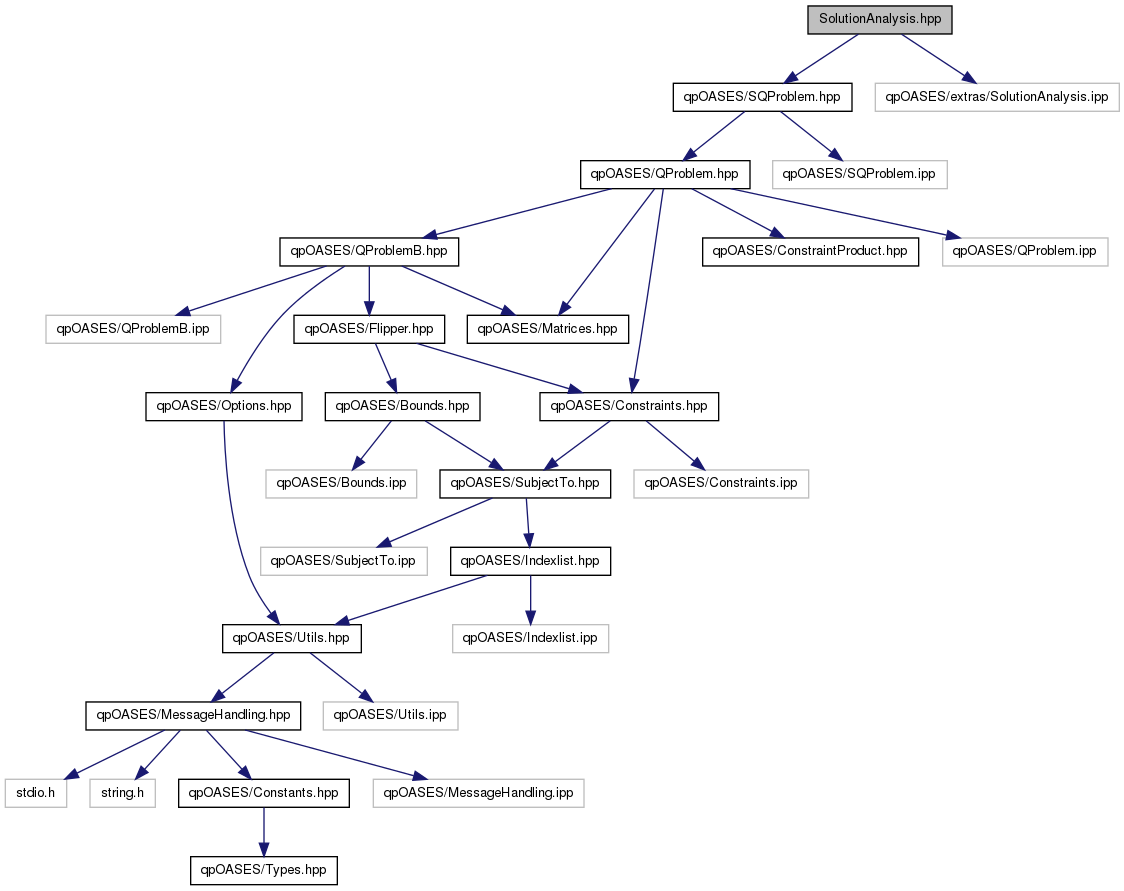 SolutionAnalysis.hpp
qpOASES/SQProblem.hpp
qpOASES/extras/SolutionAnalysis.ipp
qpOASES/QProblem.hpp
qpOASES/SQProblem.ipp
qpOASES/QProblemB.hpp
qpOASES/ConstraintProduct.hpp
qpOASES/QProblem.ipp
qpOASES/QProblemB.ipp
qpOASES/Flipper.hpp
qpOASES/Matrices.hpp
qpOASES/Options.hpp
qpOASES/Bounds.hpp
qpOASES/Constraints.hpp
qpOASES/Bounds.ipp
qpOASES/SubjectTo.hpp
qpOASES/Constraints.ipp
qpOASES/SubjectTo.ipp
qpOASES/Indexlist.hpp
qpOASES/Utils.hpp
qpOASES/Indexlist.ipp
qpOASES/MessageHandling.hpp
qpOASES/Utils.ipp
stdio.h
string.h
qpOASES/Constants.hpp
qpOASES/MessageHandling.ipp
qpOASES/Types.hpp